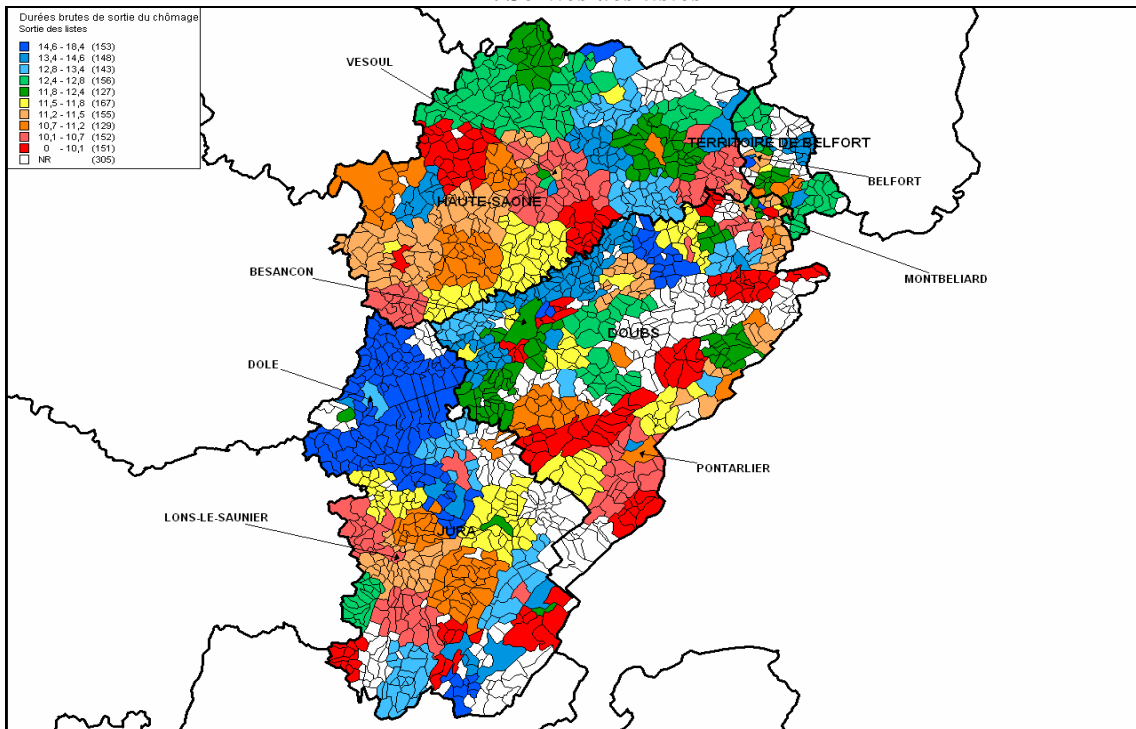 Durées brutes de sortie du chômage
Sortie des listes
14,6 - 18,4 (153)
13,4 - 14,6 (148)
12,8 - 13,4 (143)
12,4 - 12,8 (156)
11,8 - 12,4 (127)
11,5 - 11,8 (167)
11,2 - 11,5 (155)
10,7 - 11,2 (129)
10,1 - 10,7 (152)
0 - 10,1 (151)
NR (305)
VESOUL
TERRITOIRE DE BELFORT
BELFORT
HAUTE-SAONE
MONTBELIARD
BESANCON
DOUBS
DOLE
PONTARLIER
LONS-LE-SAUNIER
JURA